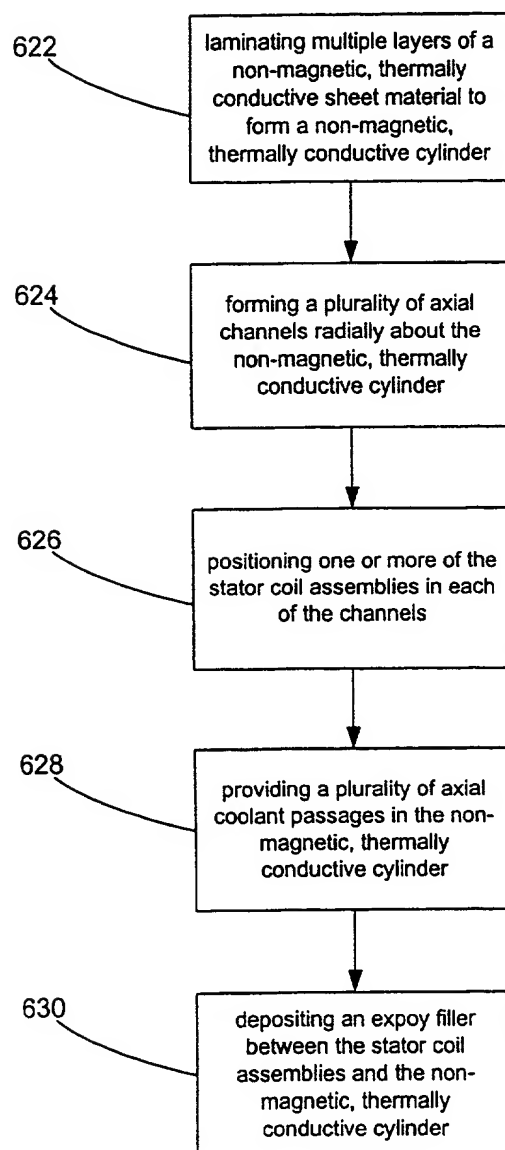 622
laminating multiple layers of a
non-magnetic, thermally
conductive sheet material to
form a non-magnetic,
thermally conductive cylinder
624
forming a plurality of axial
channels radially about the
non-magnetic, thermally
conductive cylinder
626
positioning one or more of the
stator coil assemblies in each
of the channels
628
providing a plurality of axial
coolant passages in the non-
magnetic, thermally
conductive cylinder
630
depositing an expoy filler
between the stator coil
assemblies and the non-
magnetic, thermally
conductive cylinder